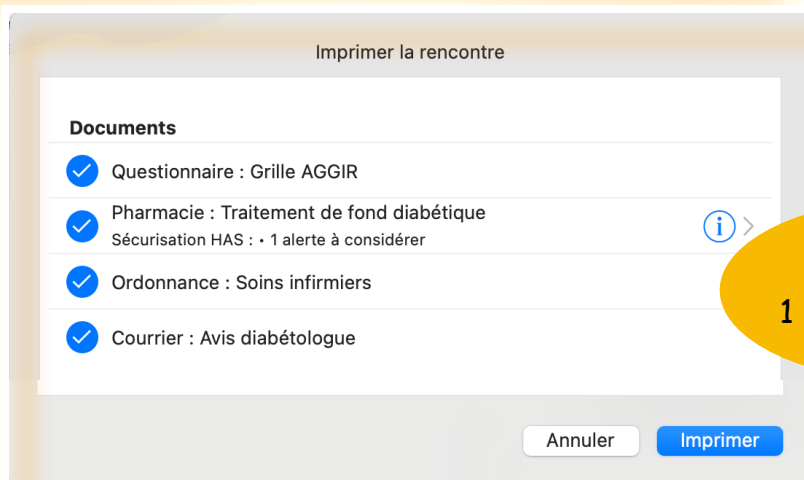 Imprimer la rencontre
Documents
Questionnaire : Grille AGGIR
Pharmacie : Traitement de fond diabétique
Sécurisation HAS : • 1 alerte à considérer
i
Ordonnance : Soins infirmiers
1
Courrier : Avis diabétologue
Annuler
Imprimer